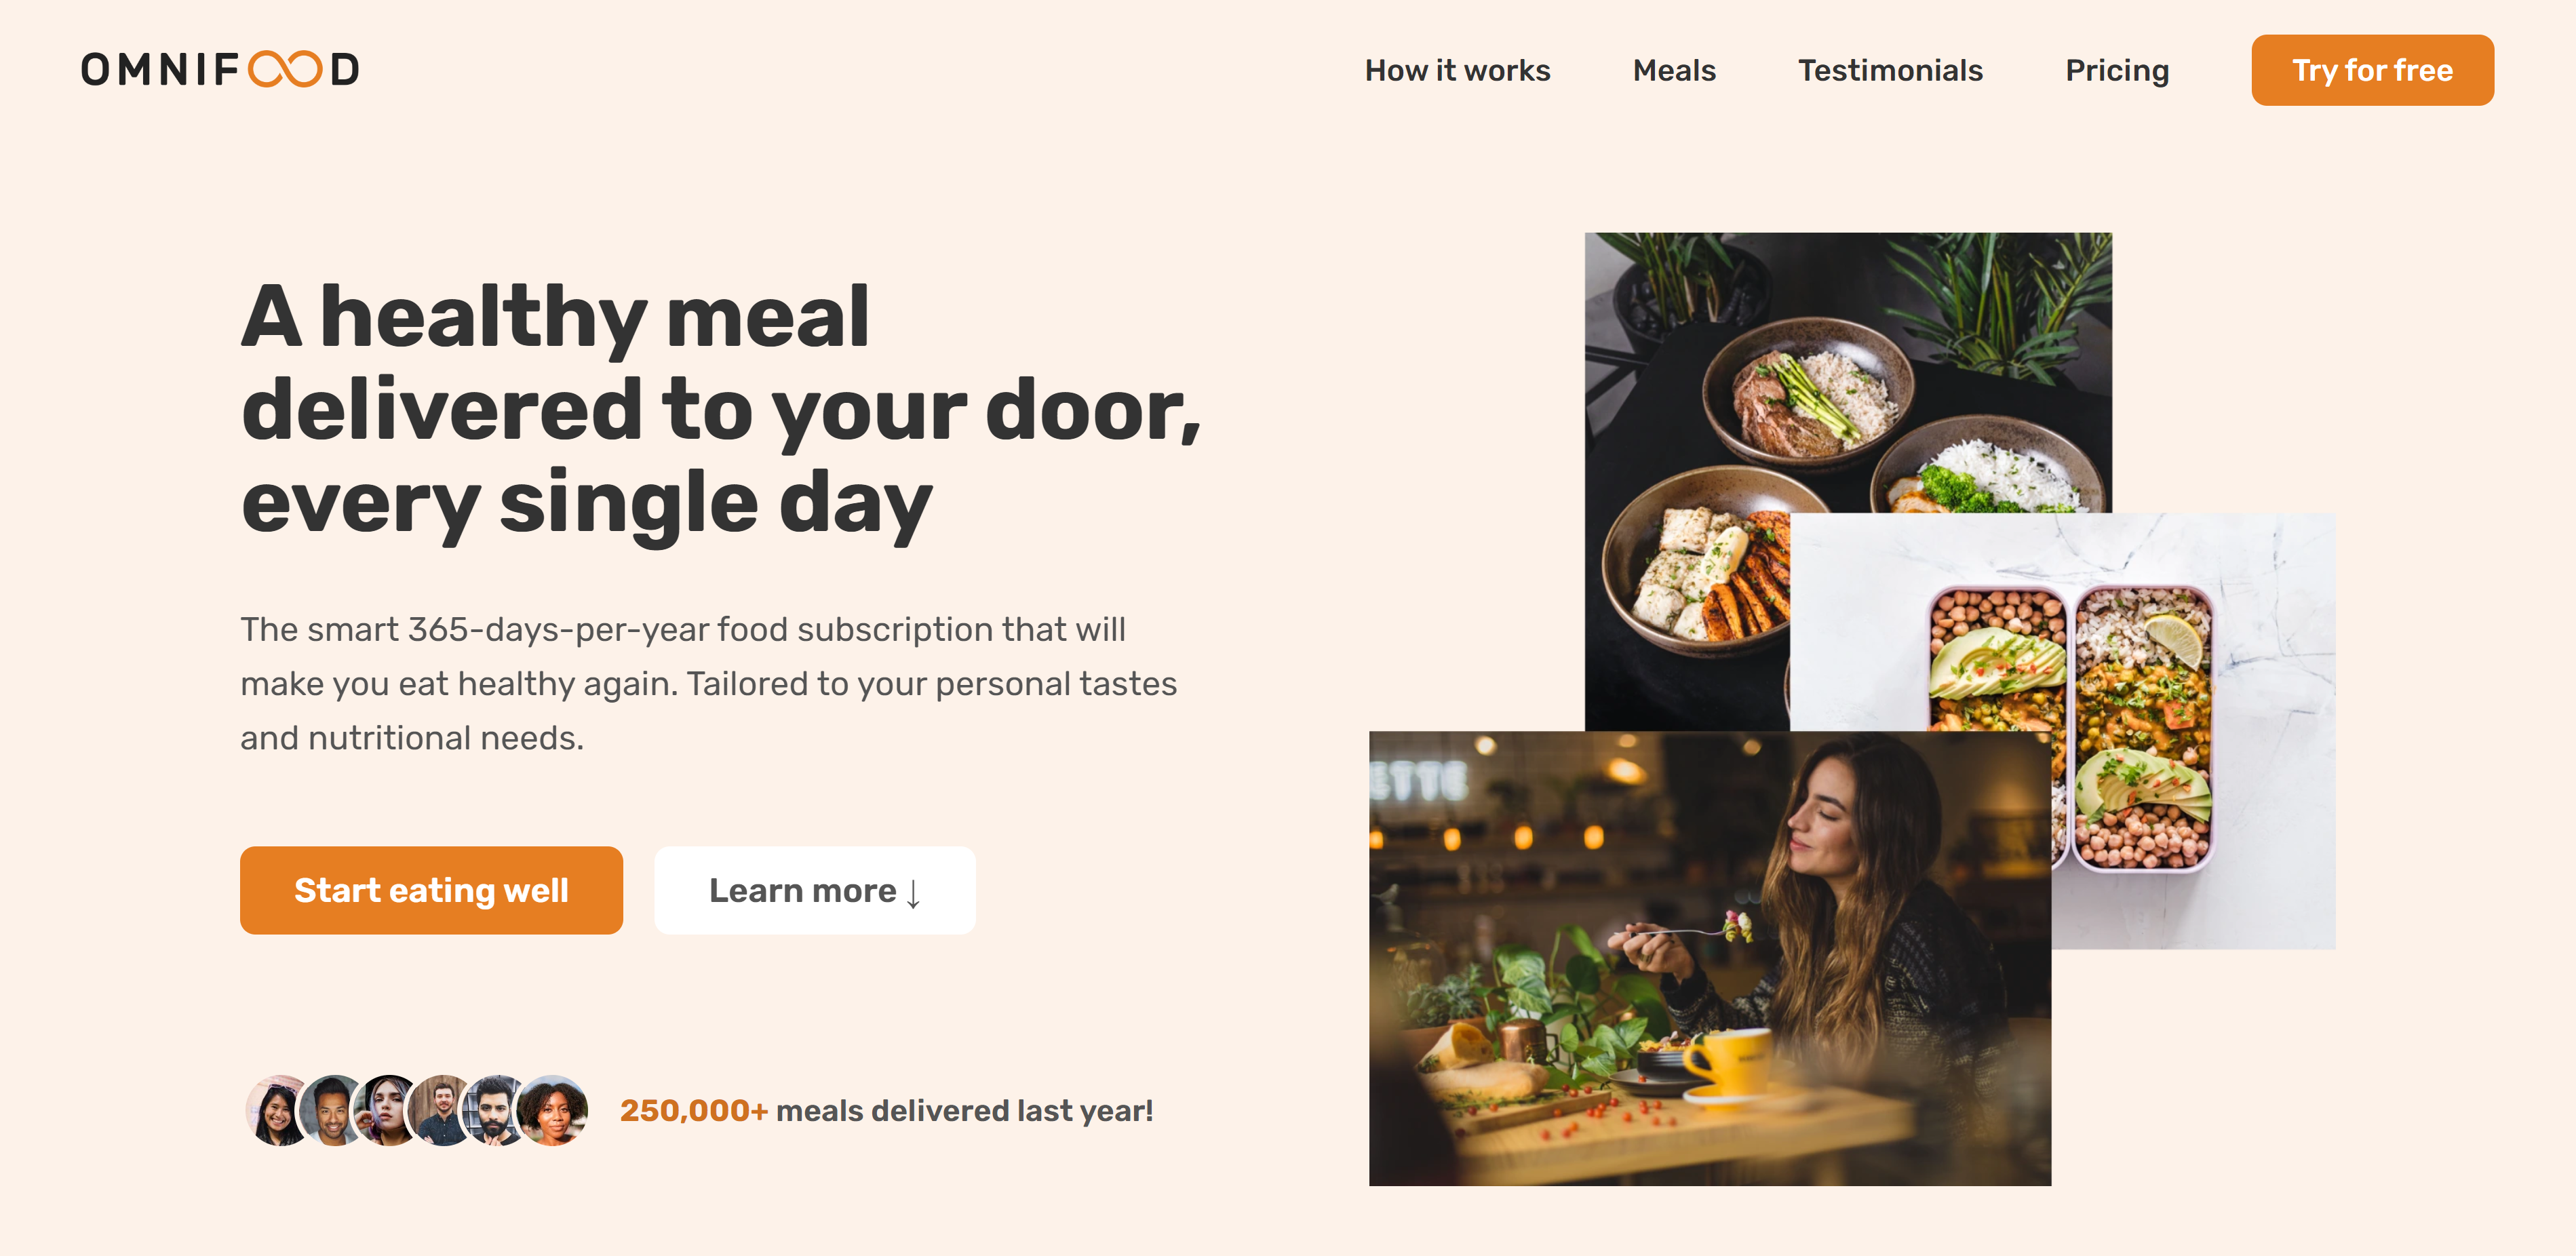 OMNIFOOD
How it works Meals Testimonials Pricing Try for free
A healthy meal
delivered to your door,
every single day
The smart 365-days-per-year food subscription that will
make you eat healthy again. Tailored to your personal tastes
and nutritional needs.
Start eating well Learn more ↓
250,000+ meals delivered last year!
ETTE